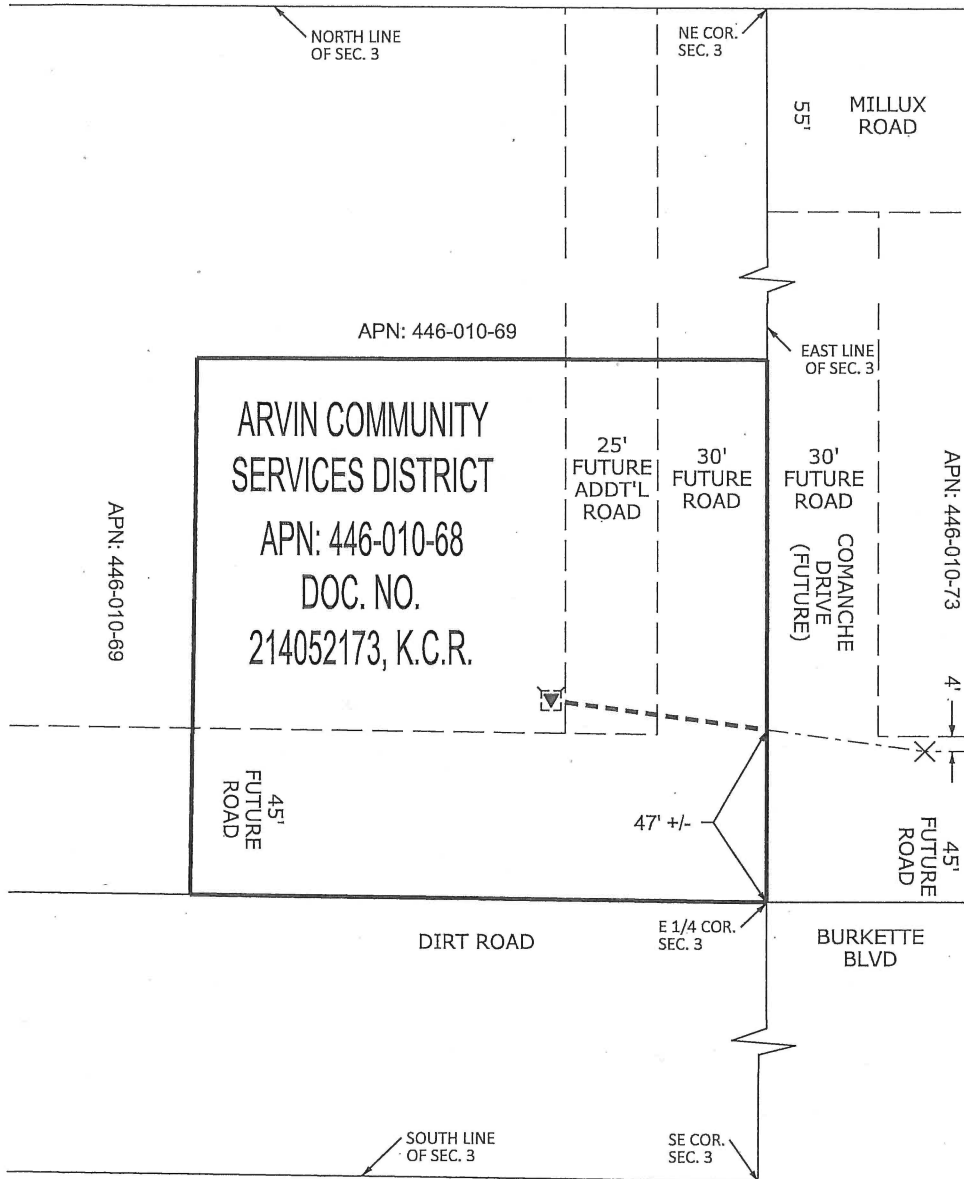 NORTH LINE
OF SEC. 3
NE COR.
SEC. 3
55'
MILLUX
ROAD
APN: 446-010-69
EAST LINE
OF SEC. 3
ARVIN COMMUNITY
SERVICES DISTRICT
APN: 446-010-68
DOC. NO.
214052173, K.C.R.
25'
FUTURE
ADDT'L
ROAD
30'
FUTURE
ROAD
30'
FUTURE
ROAD
COMANCHE
DRIVE
(FUTURE)
APN: 446-010-73
APN: 446-010-69
4'
45'
FUTURE
ROAD
47' +/-
45'
FUTURE
ROAD
DIRT ROAD
E 1/4 COR.
SEC. 3
BURKETTE
BLVD
SOUTH LINE
OF SEC. 3
SE COR.
SEC. 3